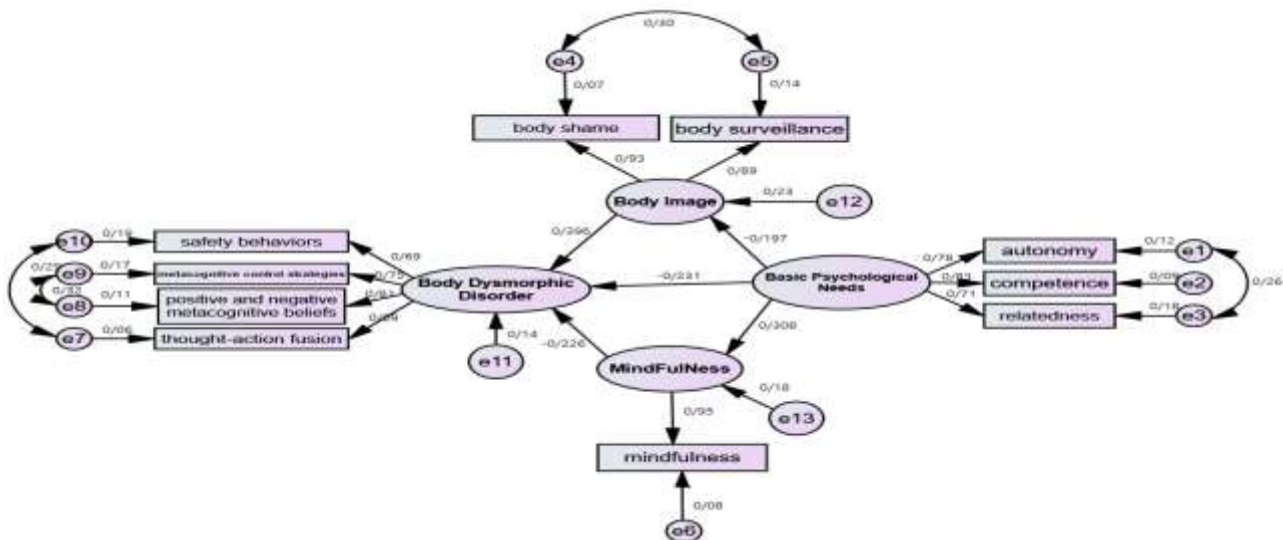 0/30
e4
e5
0/07
0/14
body shame
body surveillance
0/93
0/89
Body Image
0/23
e12
e10
0/19
safety behaviors
0/396
-0/197
autonomy
0/12
e1
0/69
0/78
0/17
e9
metacognitive control strategies
0/75
Body Dysmorphic
Disorder
-0/231
Basic Psychological
Needs
competence
e2
0/26
0/11
e8
positive and negative
metacognitive beliefs
0/71
relatedness
0/18
e3
e7
0/06
thought-action fusion
0/14
e11
-0/226
0/308
MindFulNess
0/18
e13
0/95
mindfulness
0/08
e6